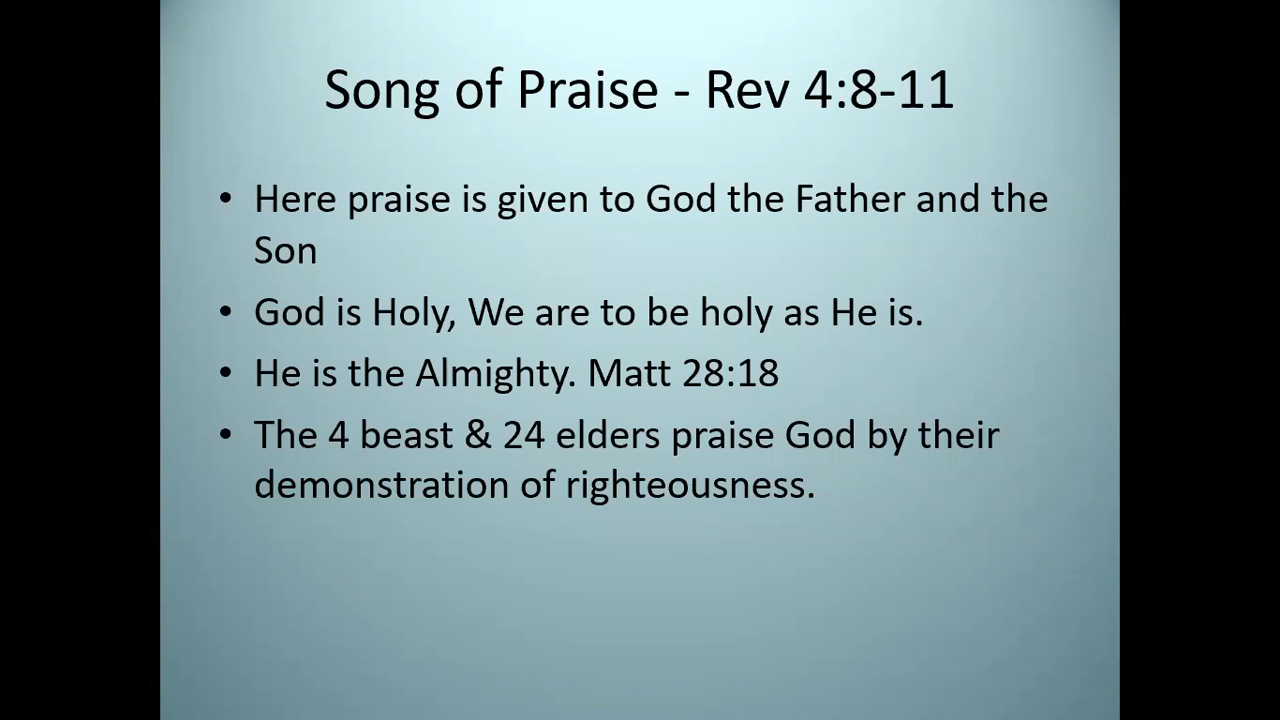 Song of Praise - Rev 4:8-11
• Here praise is given to God the Father and the
Son
• God is Holy, We are to be holy as He is.
• He is the Almighty. Matt 28:18
• The 4 beast & 24 elders praise God by their
demonstration of righteousness.